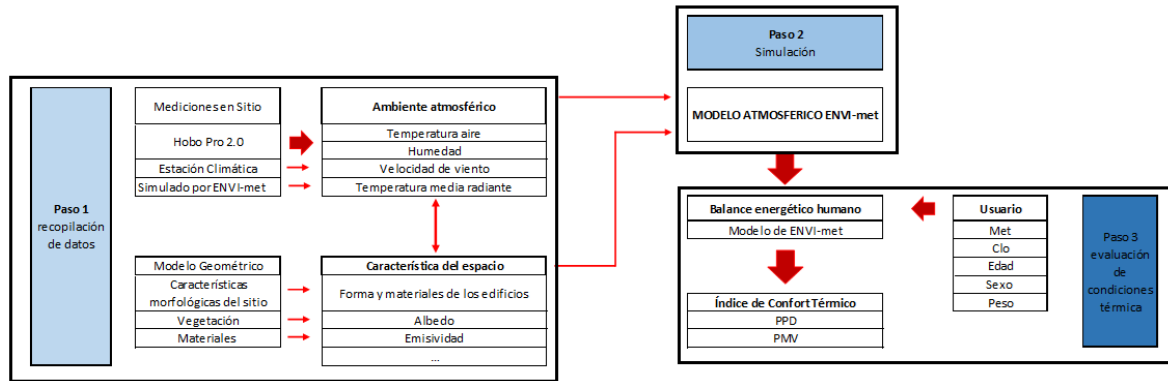 Paso 1
recopilación
de datos
Mediciones en Sitio
Hobo Pro 2.0
Estación Climática
Simulado por ENVI-met
Ambiente atmosférico
Temperatura aire
Humedad
Velocidad de viento
Temperatura media radiante
Modelo Geométrico
Características
morfológicas del sitio
Vegetación
Materiales
Característica del espacio
Forma y materiales de los edificios
Albedo
Emisividad
...
Paso 2
Simulación
MODELO ATMOSFERICO ENVI-met
Balance energético humano
Modelo de ENVI-met
Índice de Confort Térmico
PPD
PMV
Usuario
Met
Clo
Edad
Sexo
Peso
Paso 3
evaluación
de
condiciones
térmica